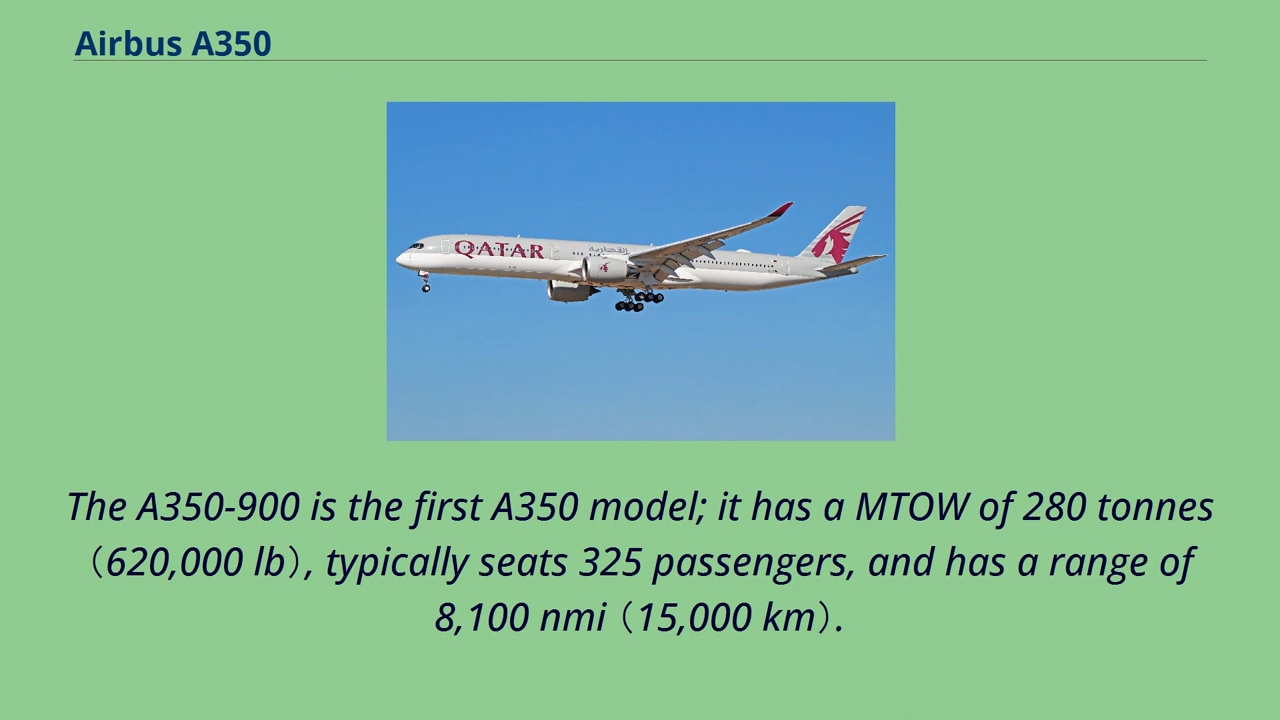 Airbus A350
QATAR
القطرية
The A350-900 is the first A350 model; it has a MTOW of 280 tonnes
（620,000 lb）, typically seats 325 passengers, and has a range of
8,100 nmi （15,000 km）.